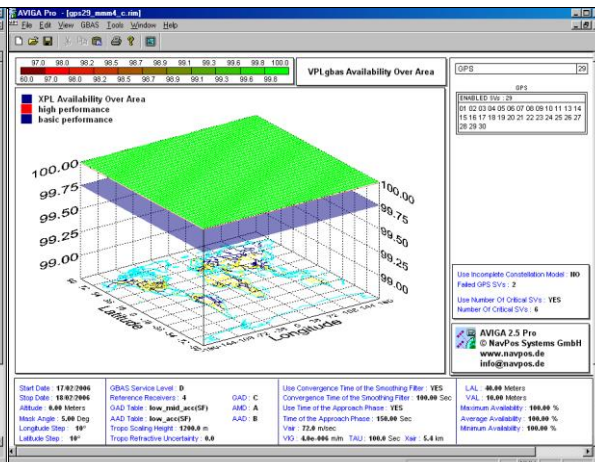 AVIGA Pro - [gps29_mmm4_c.rim]
File Edit View GBAS Tools Window Help
97.0 98.0 98.2 98.5 98.7 98.9 99.1 99.3 99.6 99.8 100.0
60.0 97.0 98.0 98.2 98.5 98.7 98.9 99.1 99.3 99.6 99.8
VPLgbas Availability Over Area
GPS 29
XPL Availability Over Area
high performance
basic performance
GPS
ENABLED SVs : 29
01 02 03 04 05 06 07 08 09 10 11 13 14
15 16 17 18 19 20 21 22 23 24 25 26 27
28 29 30
100.00
99.75
99.50
99.25
99.00
100.00
99.75
99.50
99.25
99.00
Latitude
Longitude
-180 -144 -108 -72 -36 0 36 72 108 144 180
Use Incomplete Constellation Model : NO
Failed GPS SVs : 2
Use Number Of Critical SVs : YES
Number Of Critical SVs : 6
AVIGA 2.5 Pro
© NavPos Systems GmbH
www.navpos.de
info@navpos.de
Start Date : 17/02/2006
Stop Date : 18/02/2006
Altitude : 0.00 Meters
Mask Angle : 5.00 Deg
Longitude Step : 10°
Latitude Step : 10°
GBAS Service Level : D
Reference Receivers : 4 GAD : C
GAD Table : low_mid_acc(SF) AMD : A
AAD Table : low_acc(SF) AAD : B
Tropo Scaling Height : 1200.0 m
Tropo Refractive Uncertainty : 0.0
Use Convergence Time of the Smoothing Filter : YES
Convergence Time of the Smoothing Filter : 100.00 Sec
Use Time of the Approach Phase : YES
Time of the Approach Phase : 150.00 Sec
Vair : 72.0 m/sec
VIG : 4.0e-006 m/m TAU : 100.0 Sec Xair : 5.4 km
LAL : 40.00 Meters
VAL : 10.00 Meters
Maximum Availability : 100.00 %
Average Availability : 100.00 %
Minimum Availability : 100.00 %